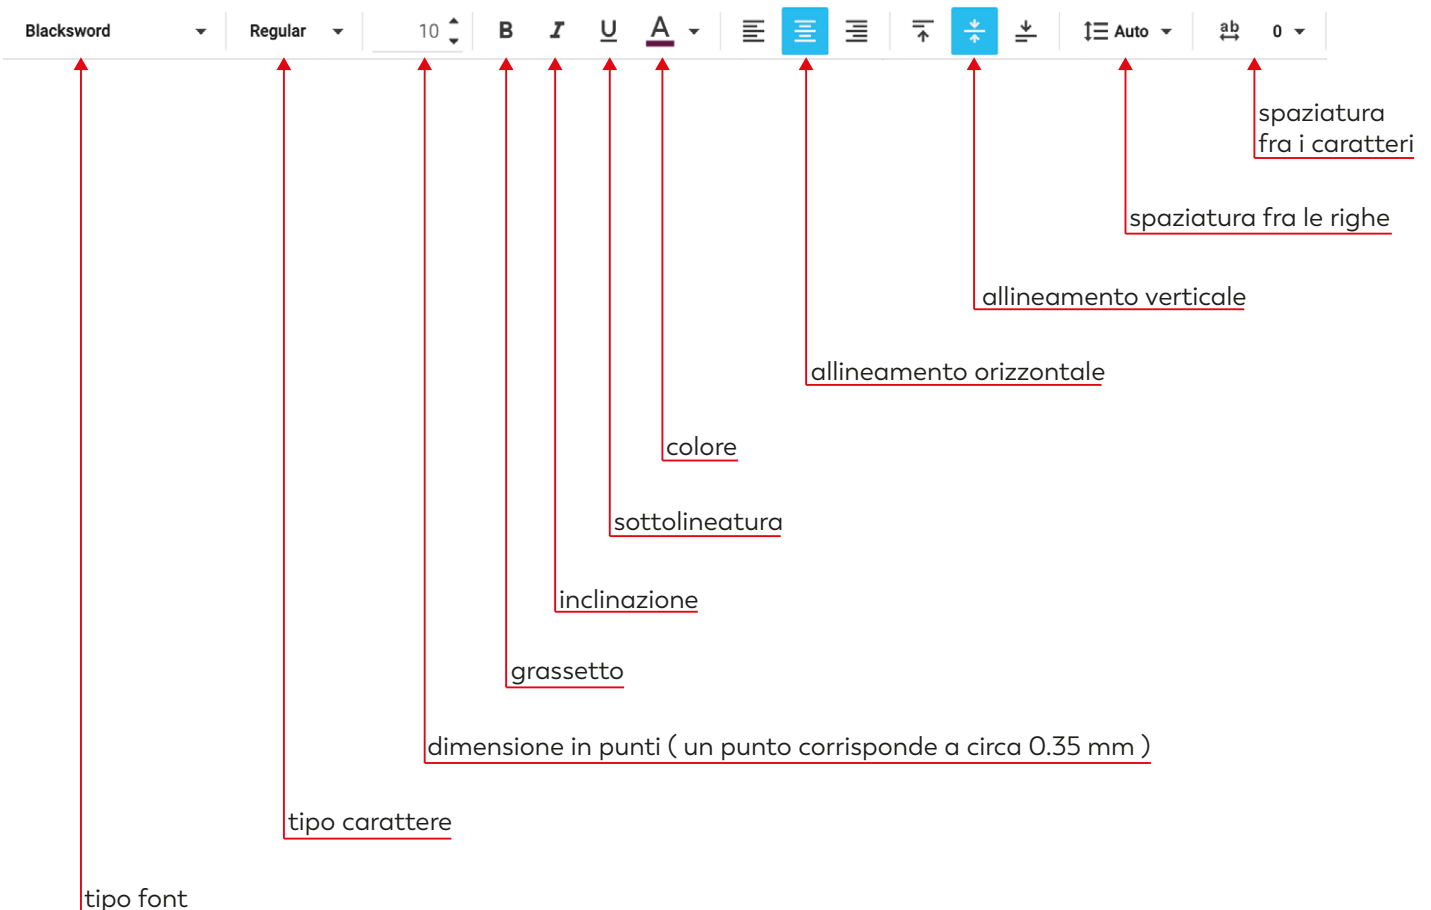 Blacksword Regular 10 B I U A Auto ab 0
spaziatura
fra i caratteri
spaziatura fra le righe
allineamento verticale
allineamento orizzontale
colore
sottolineatura
inclinazione
grassetto
dimensione in punti ( un punto corrisponde a circa 0.35 mm )
tipo carattere
tipo font